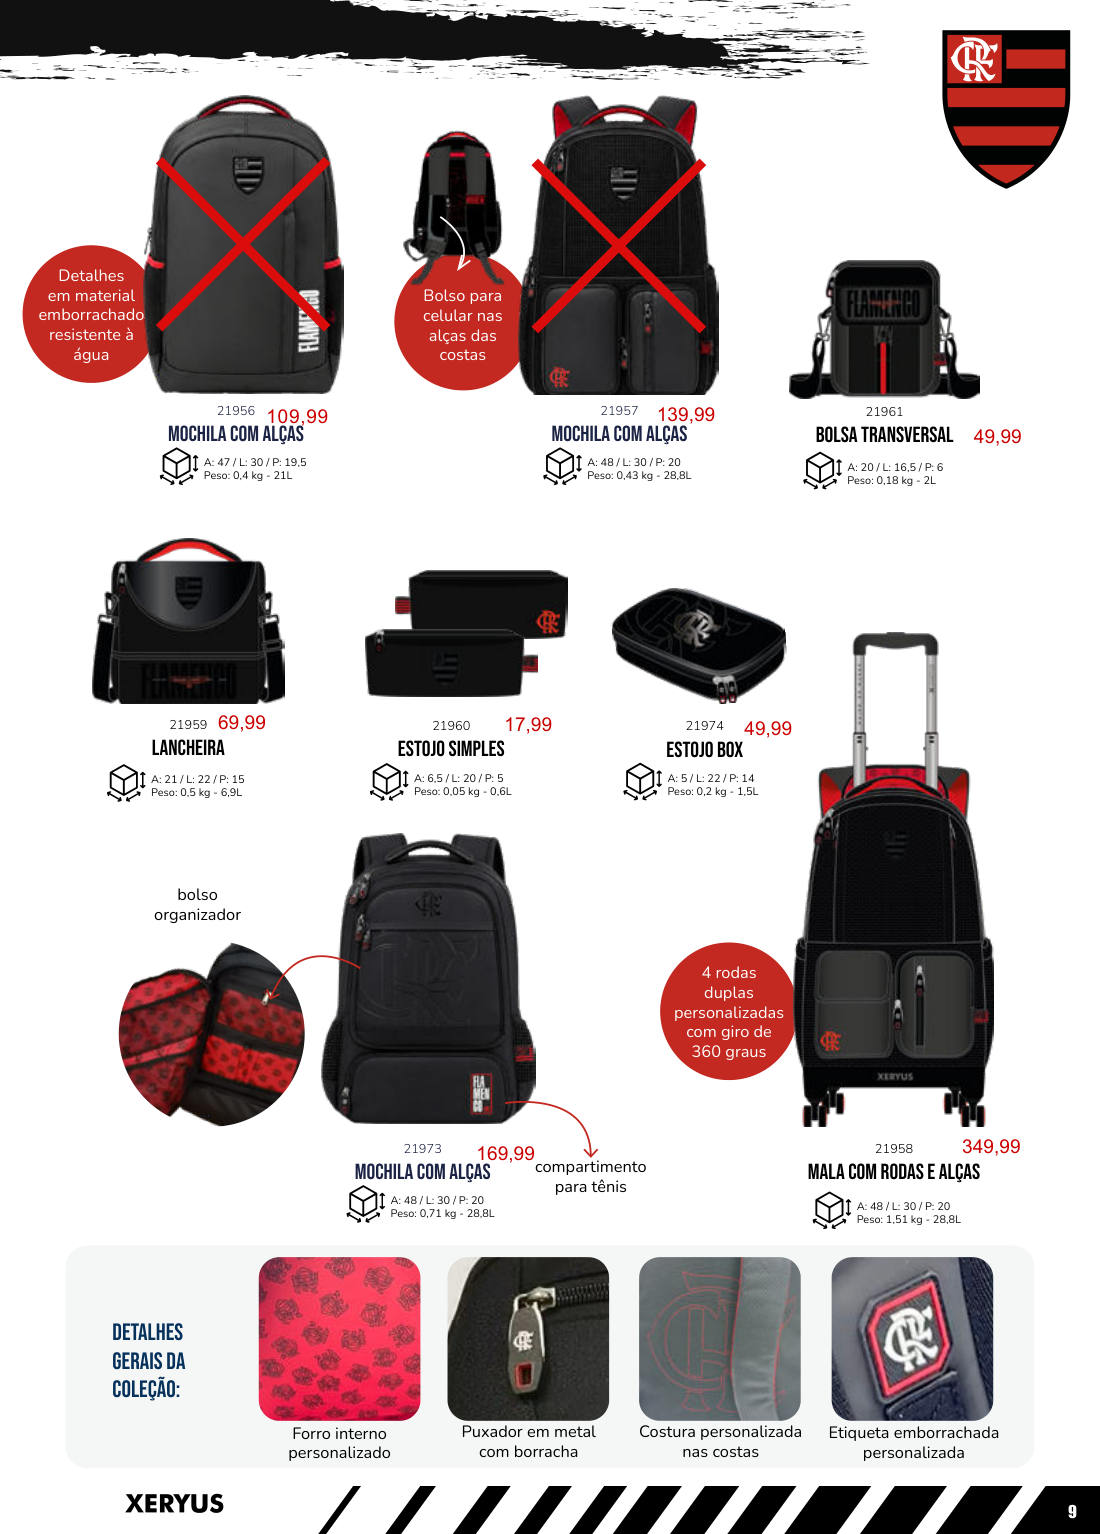 Detalhes
em material
emborrachado
resistente à
água
FLAMENGO
Bolso para
celular nas
alças das
costas
FLAMENGO
21956 109,99
MOCHILA COM ALÇAS
A: 47 / L: 30 / P: 19,5
Peso: 0,4 kg - 21L
21957 139,99
MOCHILA COM ALÇAS
A: 48 / L: 30 / P: 20
Peso: 0,43 kg - 28,8L
21961
BOLSA TRANSVERSAL 49,99
A: 20 / L: 16,5 / P: 6
Peso: 0,18 kg - 2L
FLAMENGO
21959 69,99
LANCHEIRA
A: 21 / L: 22 / P: 15
Peso: 0,5 kg - 6,9L
21960 17,99
ESTOJO SIMPLES
A: 6,5 / L: 20 / P: 5
Peso: 0,05 kg - 0,6L
21974 49,99
ESTOJO BOX
A: 5 / L: 22 / P: 14
Peso: 0,2 kg - 1,5L
bolso
organizador
FLA
MEN
GO
21973 169,99
MOCHILA COM ALÇAS
A: 48 / L: 30 / P: 20
Peso: 0,71 kg - 28,8L
compartimento
para tênis
4 rodas
duplas
personalizadas
com giro de
360 graus
XERYUS
21958 349,99
MALA COM RODAS E ALÇAS
A: 48 / L: 30 / P: 20
Peso: 1,51 kg - 28,8L
DETALHES
GERAIS DA
COLEÇÃO:
Forro interno
personalizado
Puxador em metal
com borracha
Costura personalizada
nas costas
Etiqueta emborrachada
personalizada
XERYUS
9